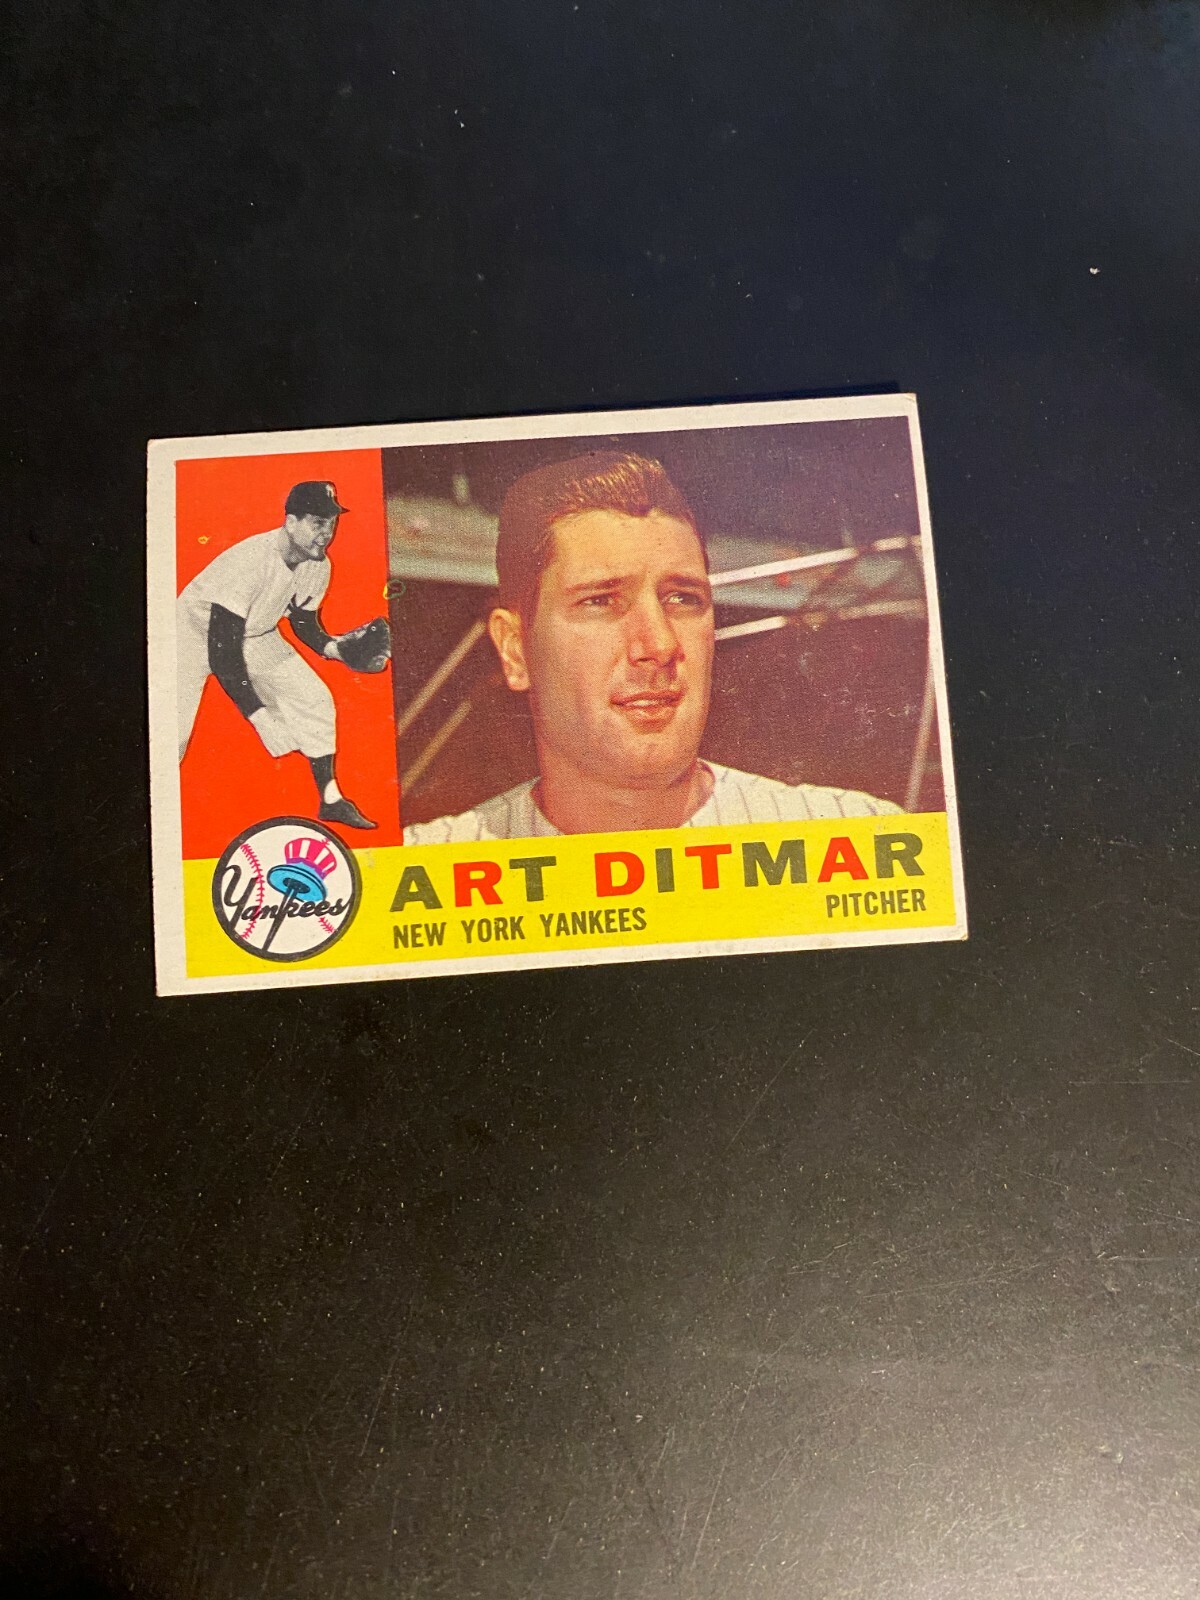 Yankees
ART DITMAR
NEW YORK YANKEES
PITCHER